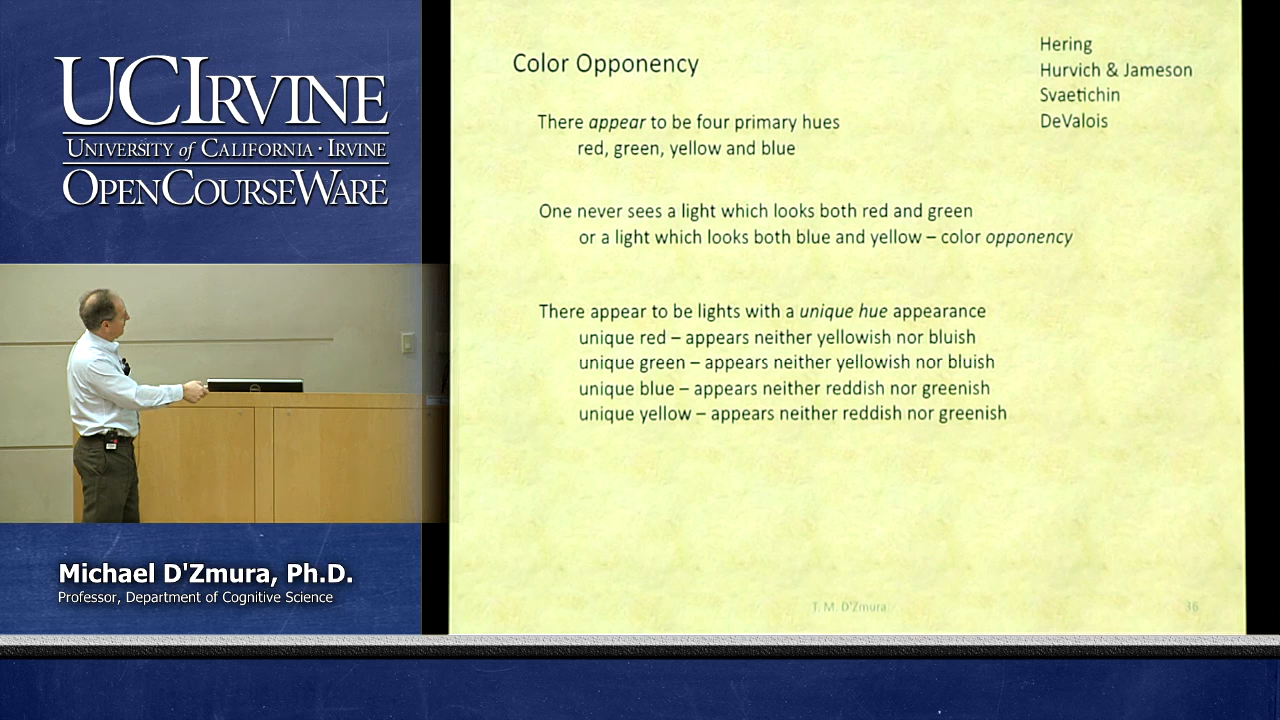 UCIRVINE
UNIVERSITY of CALIFORNIA · IRVINE
OPENCOURSEWARE
Michael D'Zmura, Ph.D.
Professor, Department of Cognitive Science
Color Opponency
Hering
Hurvich & Jameson
Svaetichin
DeValois
There appear to be four primary hues
red, green, yellow and blue
One never sees a light which looks both red and green
or a light which looks both blue and yellow – color opponency
There appear to be lights with a unique hue appearance
unique red – appears neither yellowish nor bluish
unique green – appears neither yellowish nor bluish
unique blue – appears neither reddish nor greenish
unique yellow – appears neither reddish nor greenish
T. M. D'Zmura
36